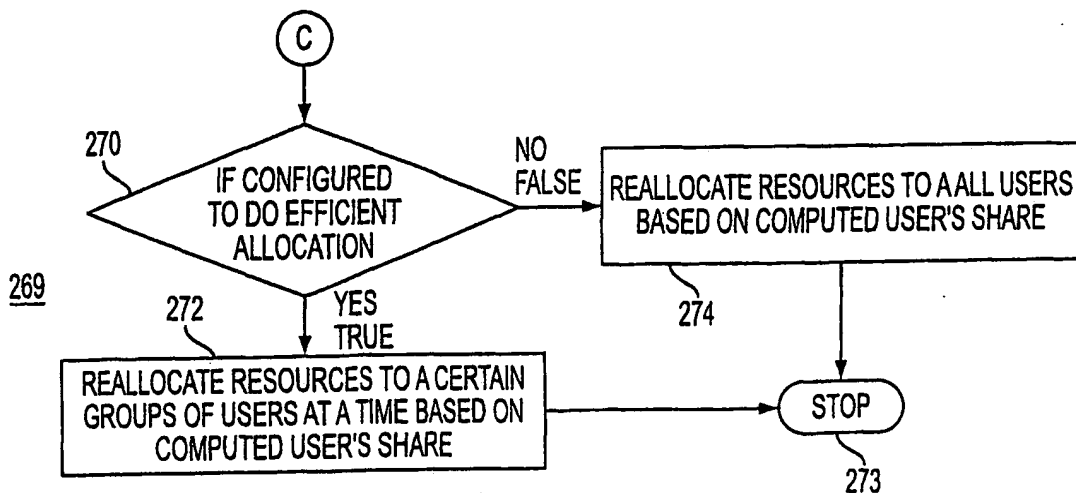 C
270
IF CONFIGURED
TO DO EFFICIENT
ALLOCATION
NO
FALSE
REALLOCATE RESOURCES TO A ALL USERS
BASED ON COMPUTED USER'S SHARE
274
269
YES
TRUE
272
REALLOCATE RESOURCES TO A CERTAIN
GROUPS OF USERS AT A TIME BASED ON
COMPUTED USER'S SHARE
STOP
273